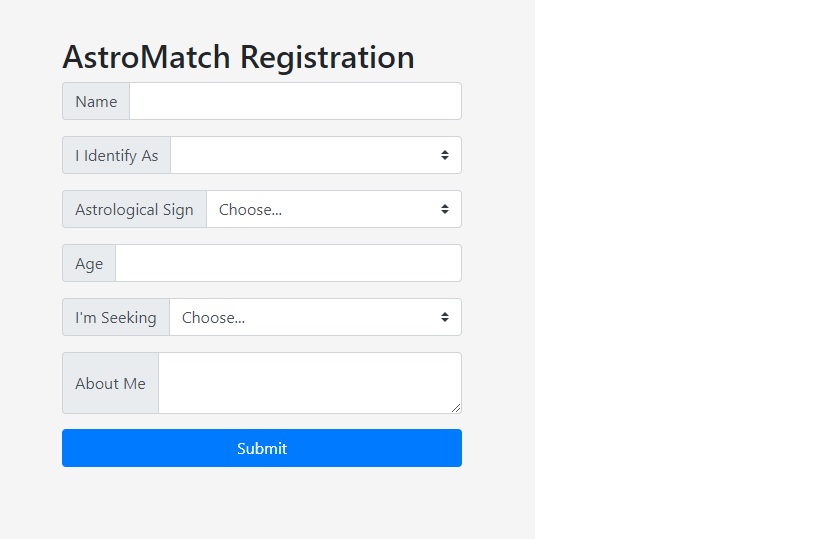 AstroMatch Registration
Name
I Identify As
Astrological Sign Choose...
Age
I'm Seeking Choose...
About Me
Submit